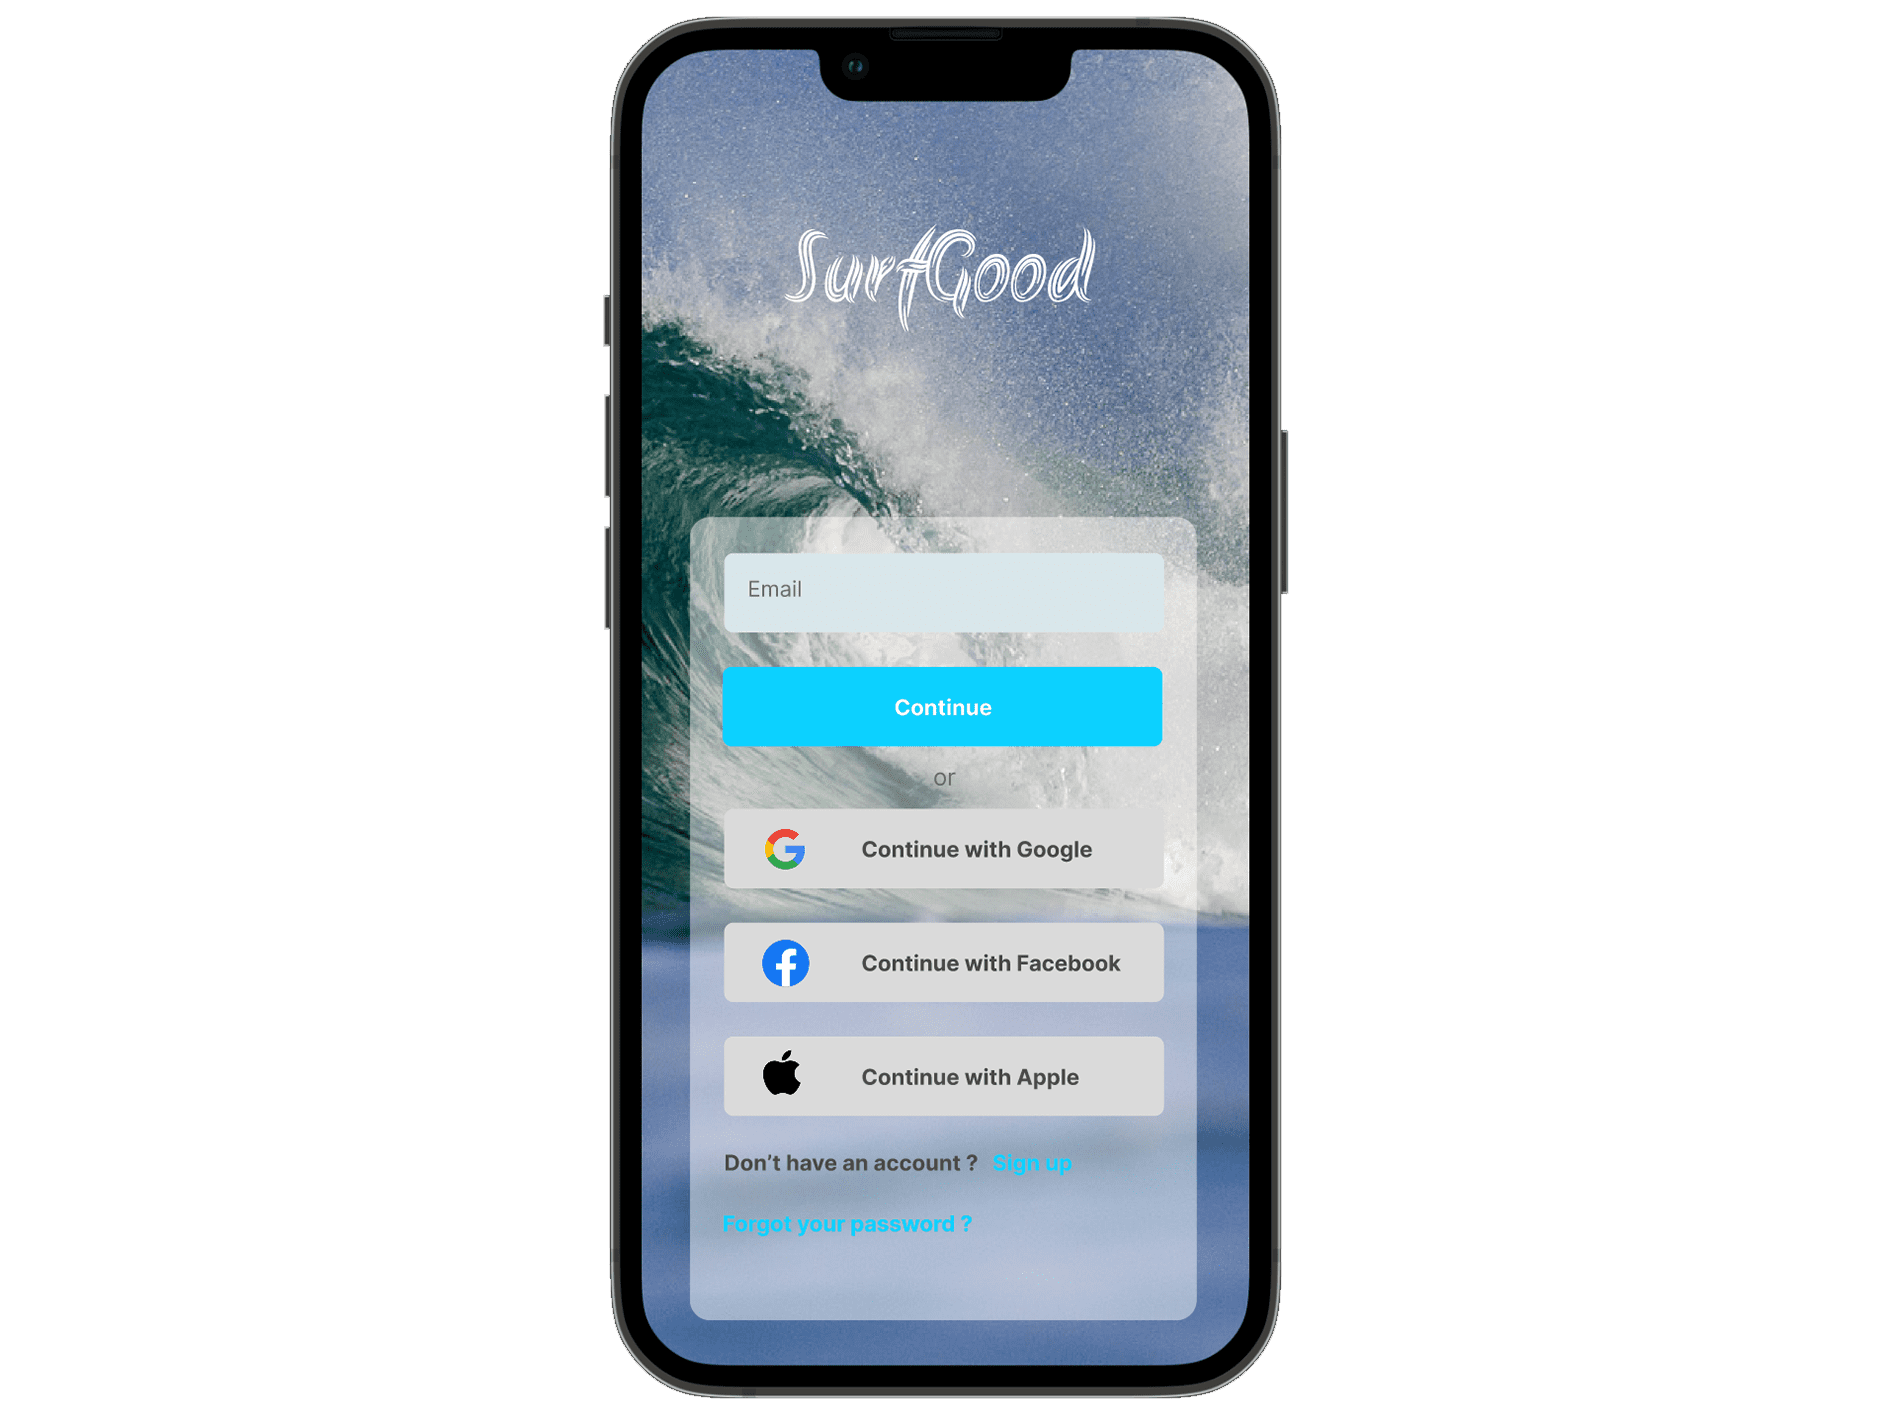 SurfGood
Email
Continue
or
Continue with Google
Continue with Facebook
Continue with Apple
Don’t have an account ? Sign up
Forgot your password ?